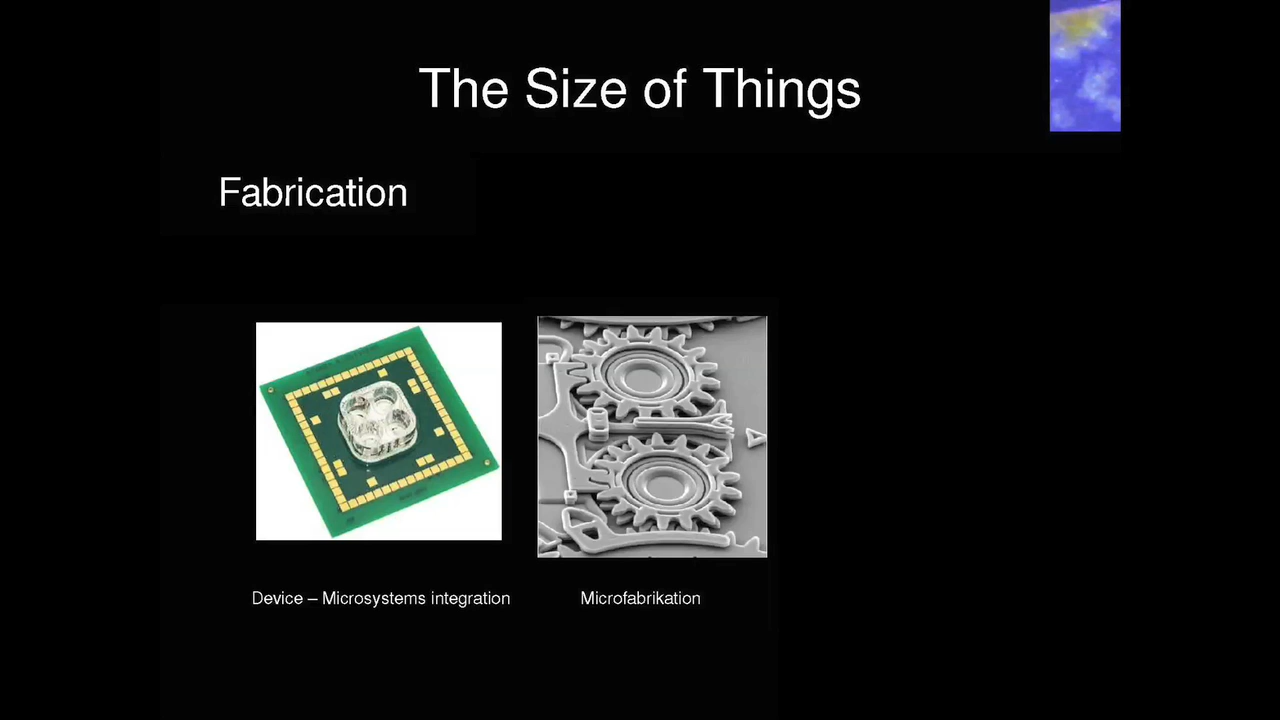 The Size of Things
Fabrication
Device – Microsystems integration
Microfabrikation